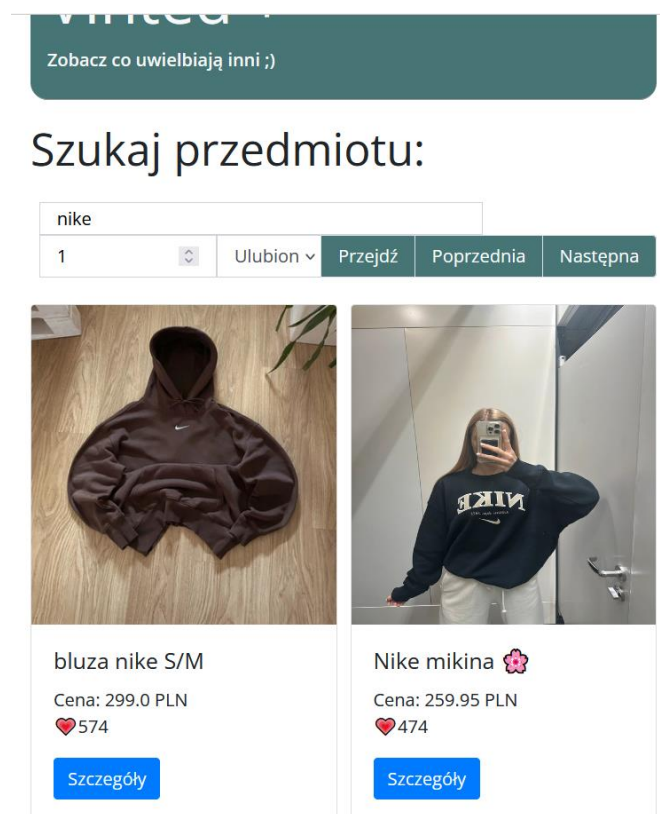 Vinted +
Zobacz co uwielbiają inni ;)
Szukaj przedmiotu:
nike
1 Ulubion Przejdź Poprzednia Następna
NIKE
bluza nike S/M
Cena: 299.0 PLN
574
Szczegóły
Nike mikina 🌸
Cena: 259.95 PLN
474
Szczegóły